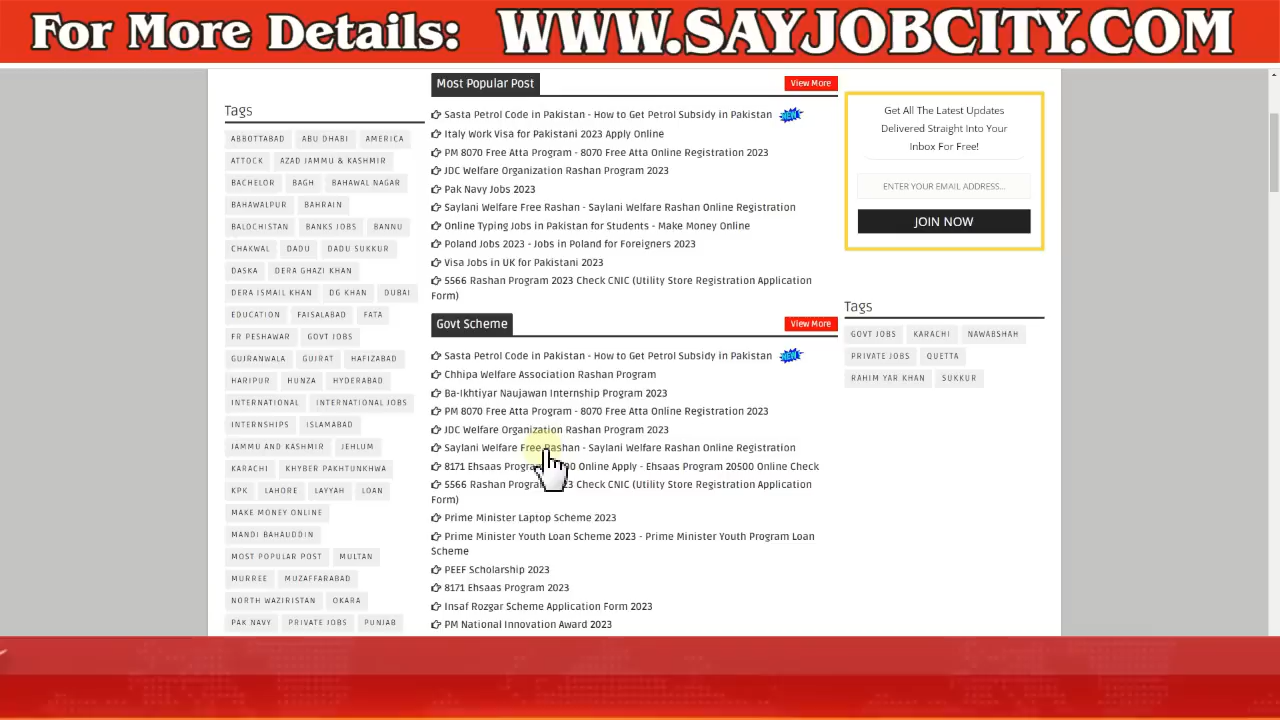 For More Details: WWW.SAYJOBCITY.COM
Tags
ABBOTTABAD ABU DHABI AMERICA
ATTOCK AZAD JAMMU & KASHMIR
BACHELOR BAGH BAHAWAL NAGAR
BAHAWALPUR BAHRAIN
BALOCHISTAN BANKS JOBS BANNU
CHAKWAL DADU DADU SUKKUR
DASKA DERA GHAZI KHAN
DERA ISMAIL KHAN DG KHAN DUBAI
EDUCATION FAISALABAD FATA
FR PESHAWAR GOVT JOBS
GUJRANWALA GUJRAT HAFIZABAD
HARIPUR HUNZA HYDERABAD
INTERNATIONAL INTERNATIONAL JOBS
INTERNSHIPS ISLAMABAD
JAMMU AND KASHMIR JEHLUM
KARACHI KHYBER PAKHTUNKHWA
KPK LAHORE LAYYAH LOAN
MAKE MONEY ONLINE
MANDI BAHAUDDIN
MOST POPULAR POST MULTAN
MURREE MUZAFFARABAD
NORTH WAZIRISTAN OKARA
PAK NAVY PRIVATE JOBS PUNJAB
Most Popular Post View More
Sasta Petrol Code in Pakistan - How to Get Petrol Subsidy in Pakistan NEW
Italy Work Visa for Pakistani 2023 Apply Online
PM 8070 Free Atta Program - 8070 Free Atta Online Registration 2023
JDC Welfare Organization Rashan Program 2023
Pak Navy Jobs 2023
Saylani Welfare Free Rashan - Saylani Welfare Rashan Online Registration
Online Typing Jobs in Pakistan for Students - Make Money Online
Poland Jobs 2023 - Jobs in Poland for Foreigners 2023
Visa Jobs in UK for Pakistani 2023
5566 Rashan Program 2023 Check CNIC (Utility Store Registration Application
Form)
Govt Scheme View More
Sasta Petrol Code in Pakistan - How to Get Petrol Subsidy in Pakistan NEW
Chhipa Welfare Association Rashan Program
Ba-Ikhtiyar Naujawan Internship Program 2023
PM 8070 Free Atta Program - 8070 Free Atta Online Registration 2023
JDC Welfare Organization Rashan Program 2023
Saylani Welfare Free Rashan - Saylani Welfare Rashan Online Registration
8171 Ehsaas Online Apply - Ehsaas Program 20500 Online Check
5566 Rashan Check CNIC (Utility Store Registration Application
Form)
Prime Minister Laptop Scheme 2023
Prime Minister Youth Loan Scheme 2023 - Prime Minister Youth Program Loan
Scheme
PEEF Scholarship 2023
8171 Ehsaas Program 2023
Insaf Rozgar Scheme Application Form 2023
PM National Innovation Award 2023
Get All The Latest Updates
Delivered Straight Into Your
Inbox For Free!
ENTER YOUR EMAIL ADDRESS...
JOIN NOW
Tags
GOVT JOBS KARACHI NAWABSHAH
PRIVATE JOBS QUETTA
RAHIM YAR KHAN SUKKUR